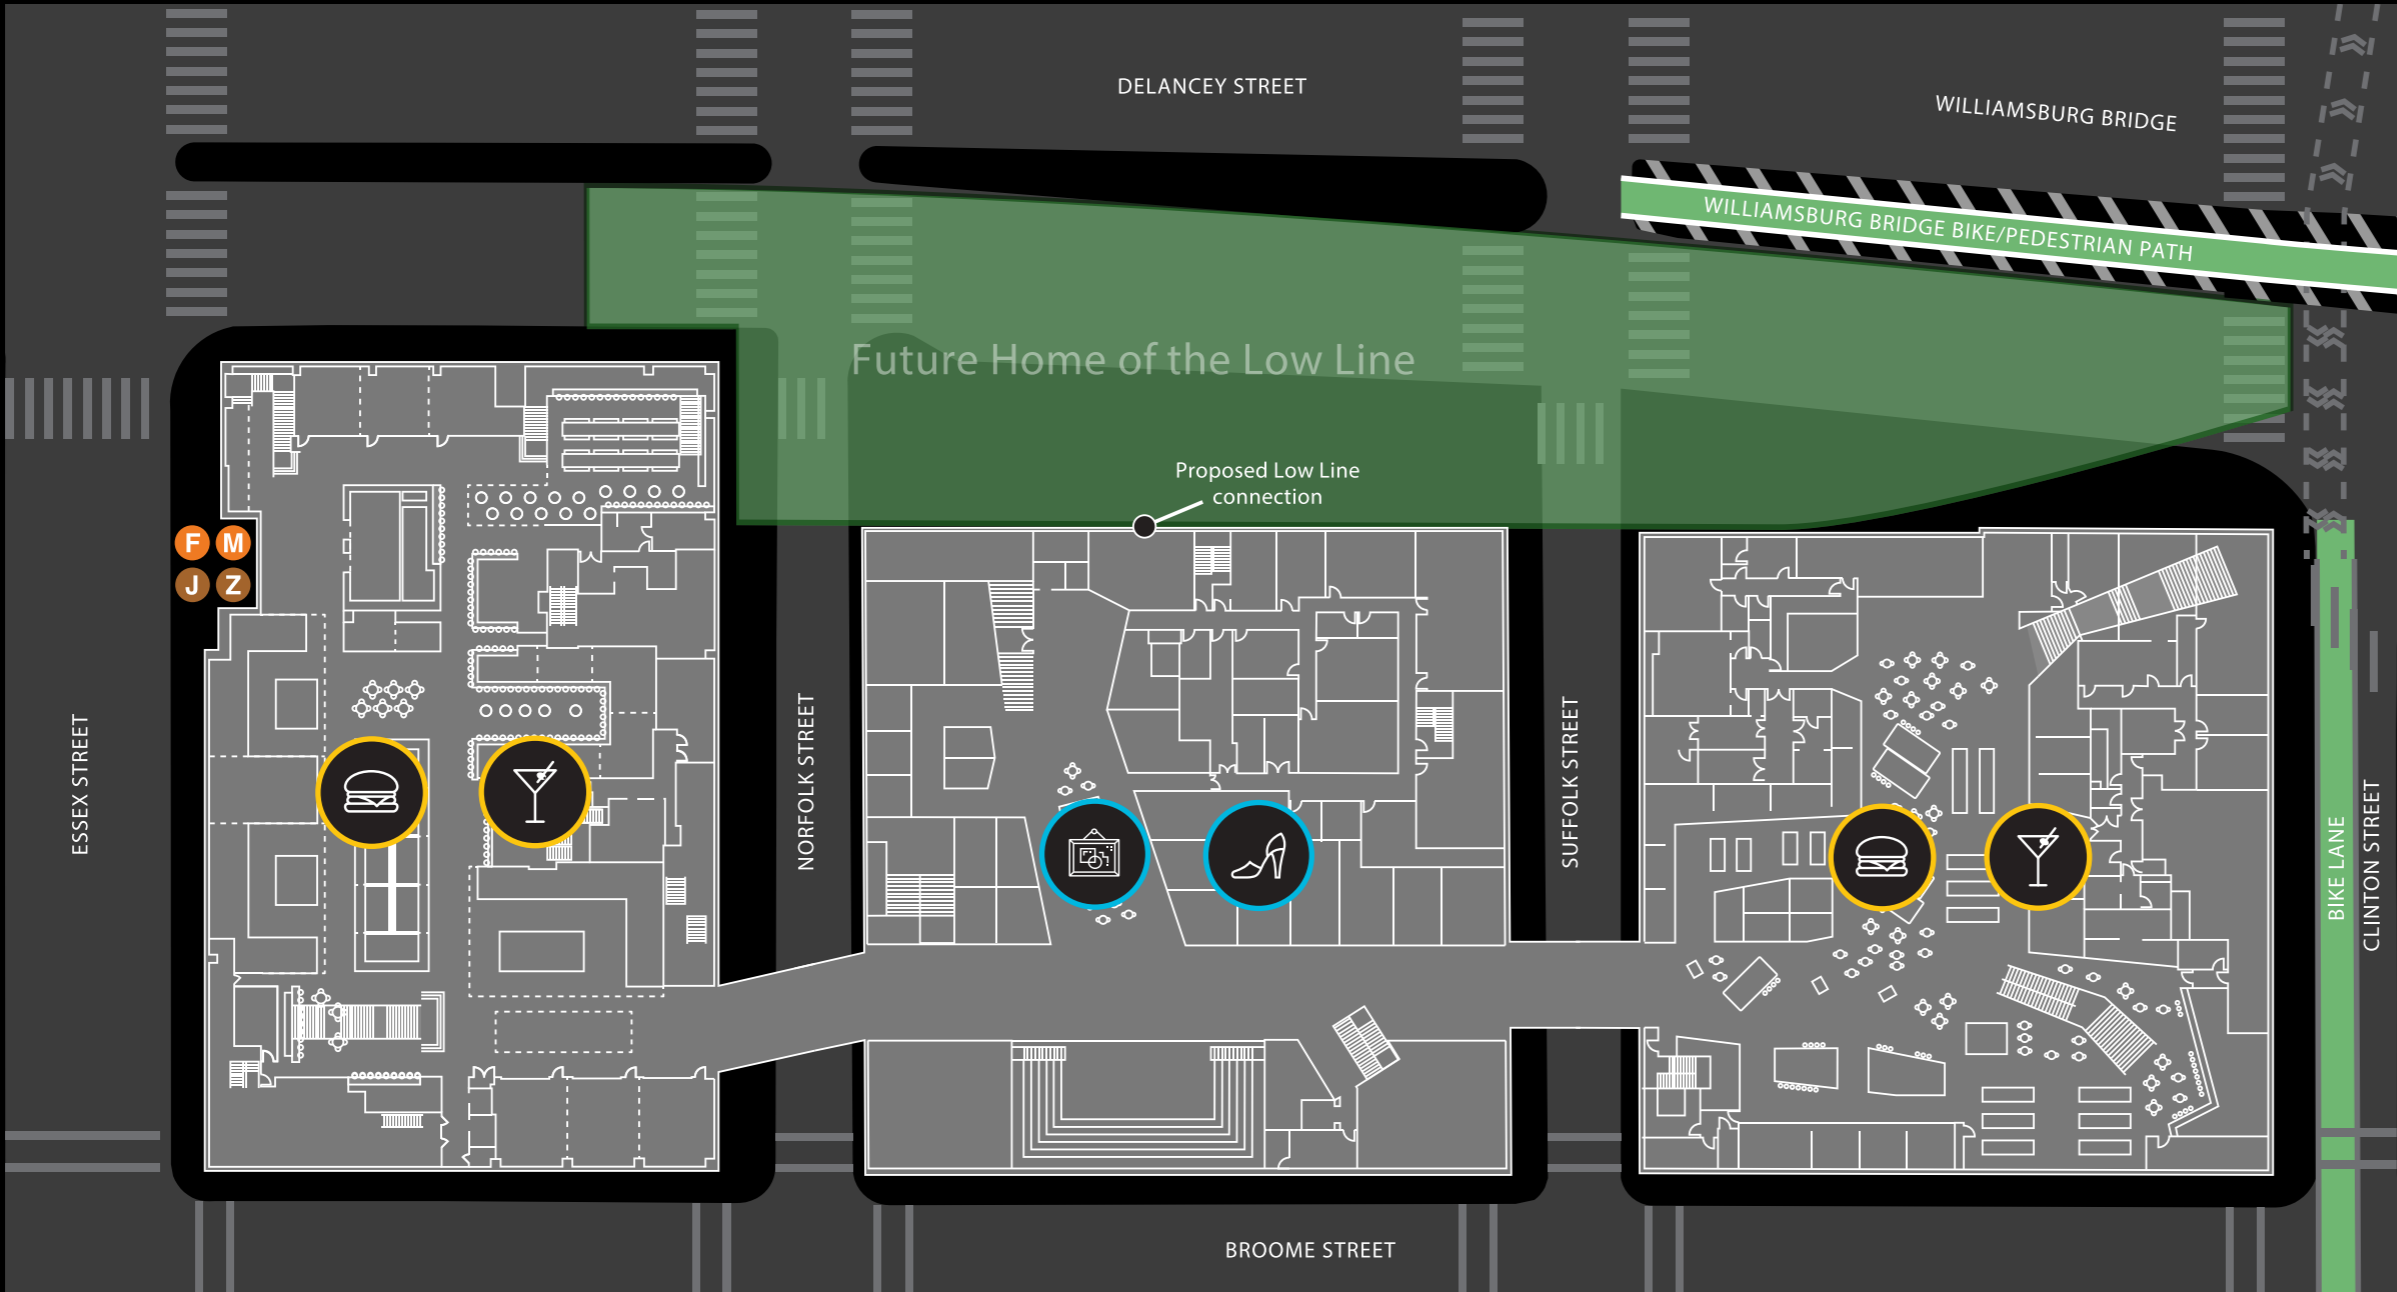 DELANCEY STREET
WILLIAMSBURG BRIDGE
WILLIAMSBURG BRIDGE BIKE/PEDESTRIAN PATH
Future Home of the Low Line
Proposed Low Line
connection
F M
J Z
ESSEX STREET
NORFOLK STREET
SUFFOLK STREET
BIKE LANE
CLINTON STREET
BROOME STREET